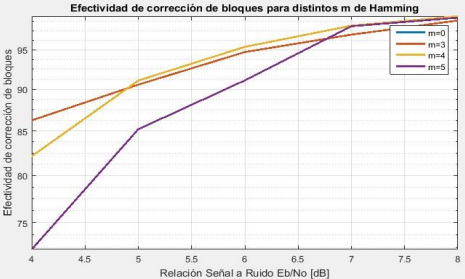 Efectividad de corrección de bloques para distintos m de Hamming
Efectividad de corrección de bloques
95
90
85
80
75
m=0
m=3
m=4
m=5
4
4.5
5
5.5
6
6.5
7
7.5
8
Relación Señal a Ruido Eb/No [dB]